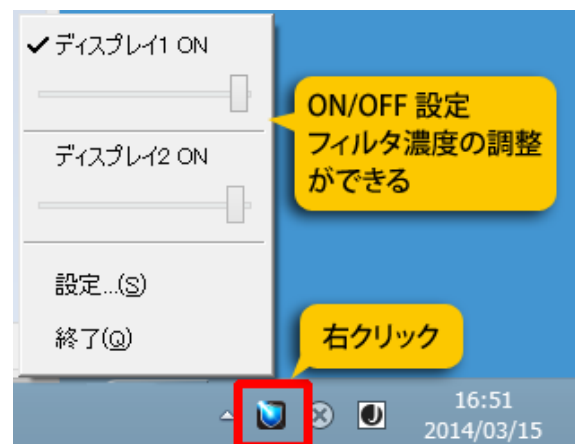 ✓ディスプレイ1 ON
ON/OFF 設定
フィルタ濃度の調整
ができる
ディスプレイ2 ON
設定...(S)
終了(Q)
右クリック
16:51
2014/03/15